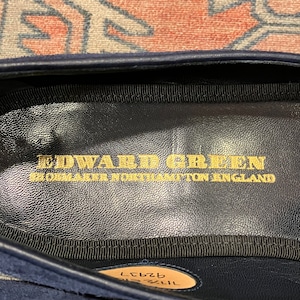 EDWARD GREEN
SHOEMAKER NORTHAMPTON ENGLAND